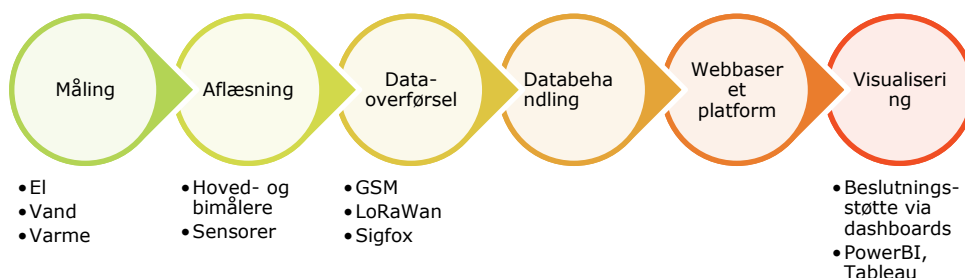 Måling
Aflæsning
Data-
overførsel
Databeha
ndling
Webbaser
et
platform
Visualiseri
ng
•El
•Vand
•Varme
•Hoved- og
bimålere
•Sensorer
•GSM
•LoRaWan
•Sigfox
•Beslutnings-
støtte via
dashboards
•PowerBI,
Tableau